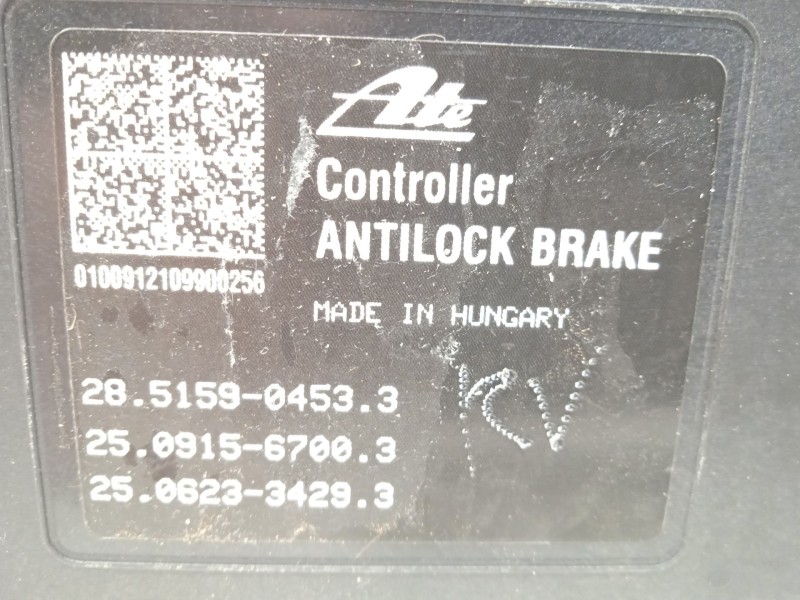 Ate
Controller
ANTILOCK BRAKE
0100912109900256
MADE IN HUNGARY
KV
28.5159-0453.3
25.0915-6700.3
25.0623-3429.3